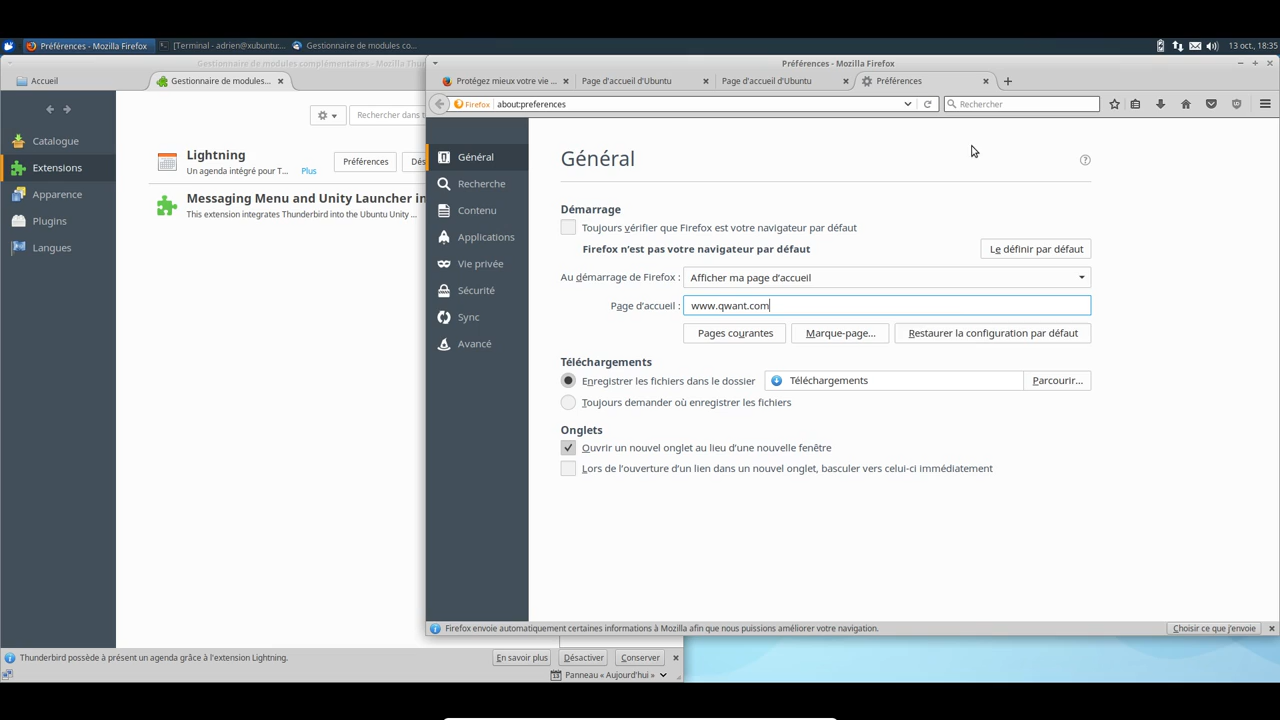 Préférences - Mozilla Firefox
[Terminal - adrien@xubuntu:...
Gestionnaire de modules co...
13 oct., 18:35
Gestionnaire de modules complémentaires - Mozilla Thu
Accueil
Gestionnaire de modules...
Catalogue
Extensions
Apparence
Plugins
Langues
Rechercher dans t
Lightning
Un agenda intégré pour T...
Plus
Préférences
Dés
Messaging Menu and Unity Launcher in
This extension integrates Thunderbird into the Ubuntu Unity ...
Thunderbird possède à présent un agenda grâce à l'extension Lightning.
En savoir plus
Désactiver
Conserver
Panneau « Aujourd'hui »
Préférences - Mozilla Firefox
Protégez mieux votre vie ...
Page d'accueil d'Ubuntu
Page d'accueil d'Ubuntu
Préférences
Firefox
about:preferences
Rechercher
Général
Recherche
Contenu
Applications
Vie privée
Sécurité
Sync
Avancé
Général
Démarrage
Toujours vérifier que Firefox est votre navigateur par défaut
Firefox n'est pas votre navigateur par défaut
Le définir par défaut
Au démarrage de Firefox :
Afficher ma page d'accueil
Page d'accueil :
www.qwant.com
Pages courantes
Marque-page...
Restaurer la configuration par défaut
Téléchargements
Enregistrer les fichiers dans le dossier
Téléchargements
Parcourir...
Toujours demander où enregistrer les fichiers
Onglets
Ouvrir un nouvel onglet au lieu d'une nouvelle fenêtre
Lors de l'ouverture d'un lien dans un nouvel onglet, basculer vers celui-ci immédiatement
Firefox envoie automatiquement certaines informations à Mozilla afin que nous puissions améliorer votre navigation.
Choisir ce que j'envoie